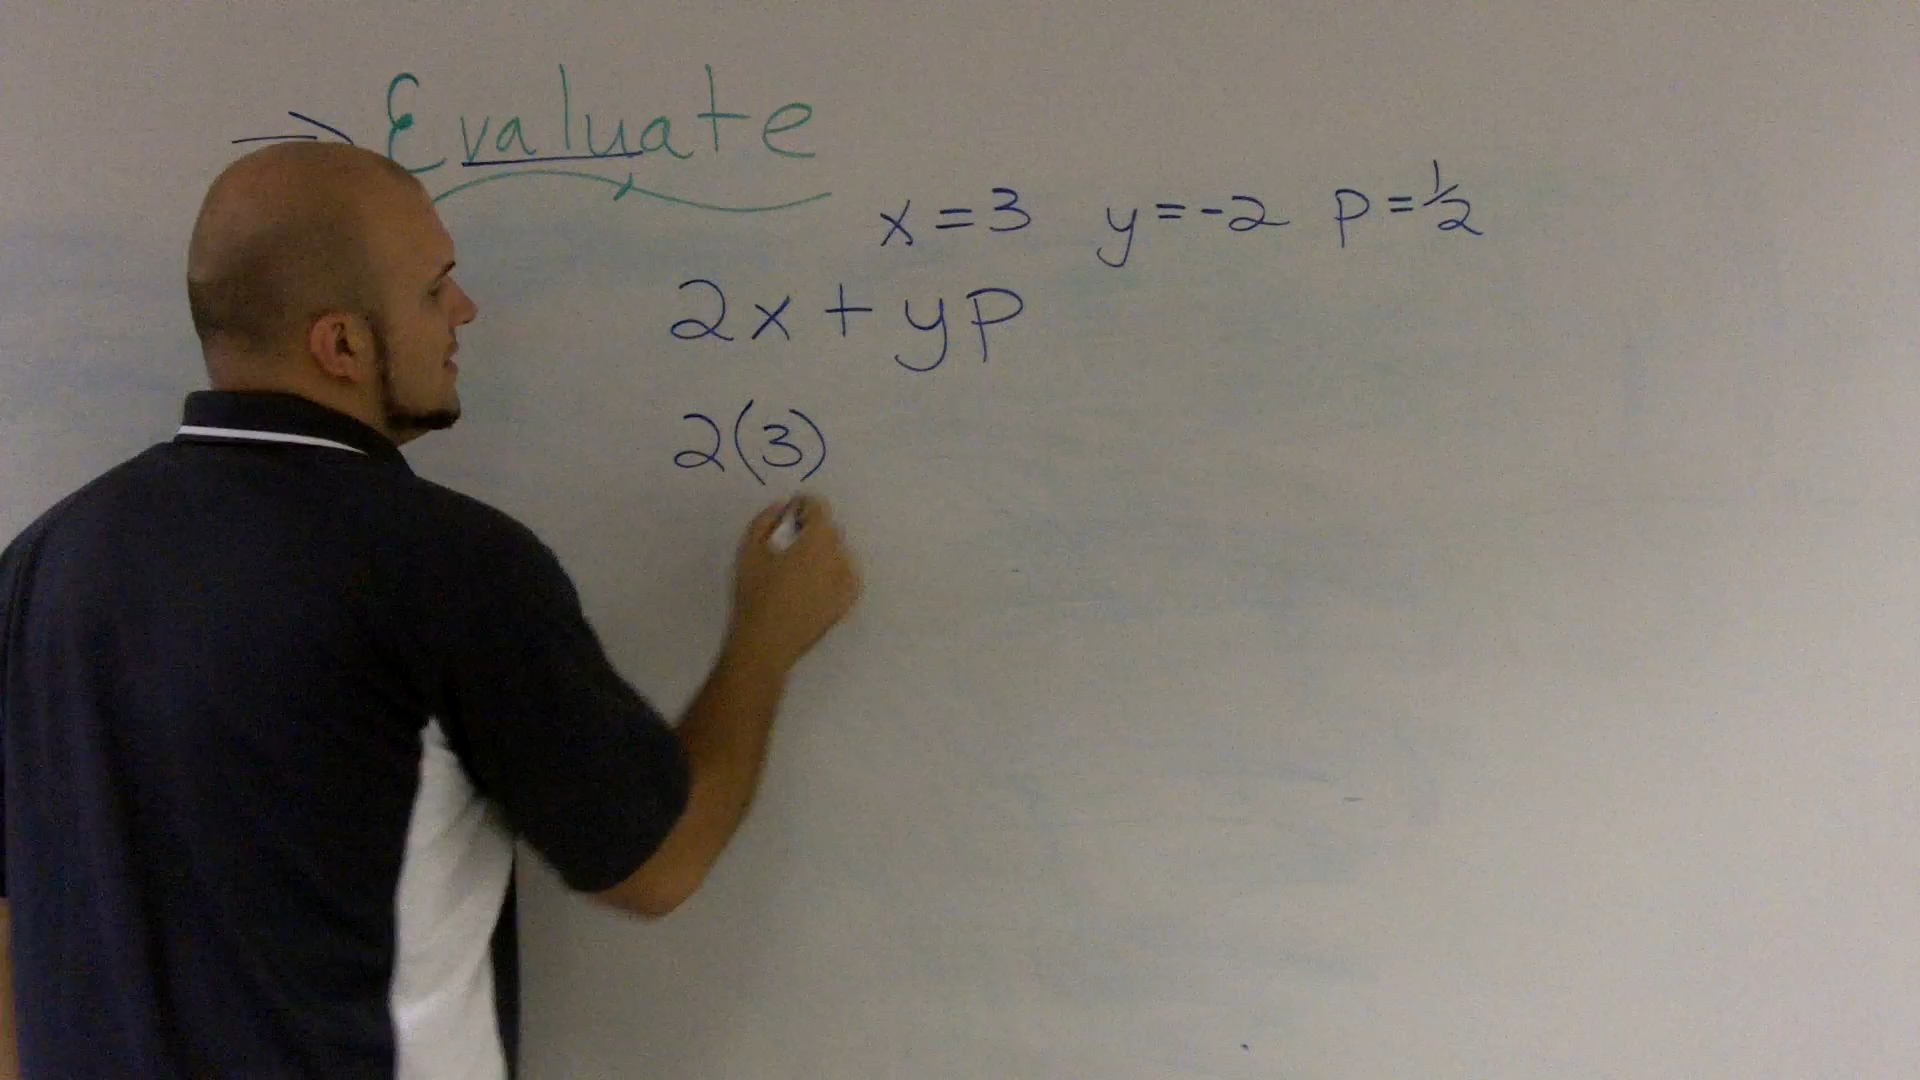 Evaluate
x = 3 y = -2 p = 1/2
2x + yp
2(3)